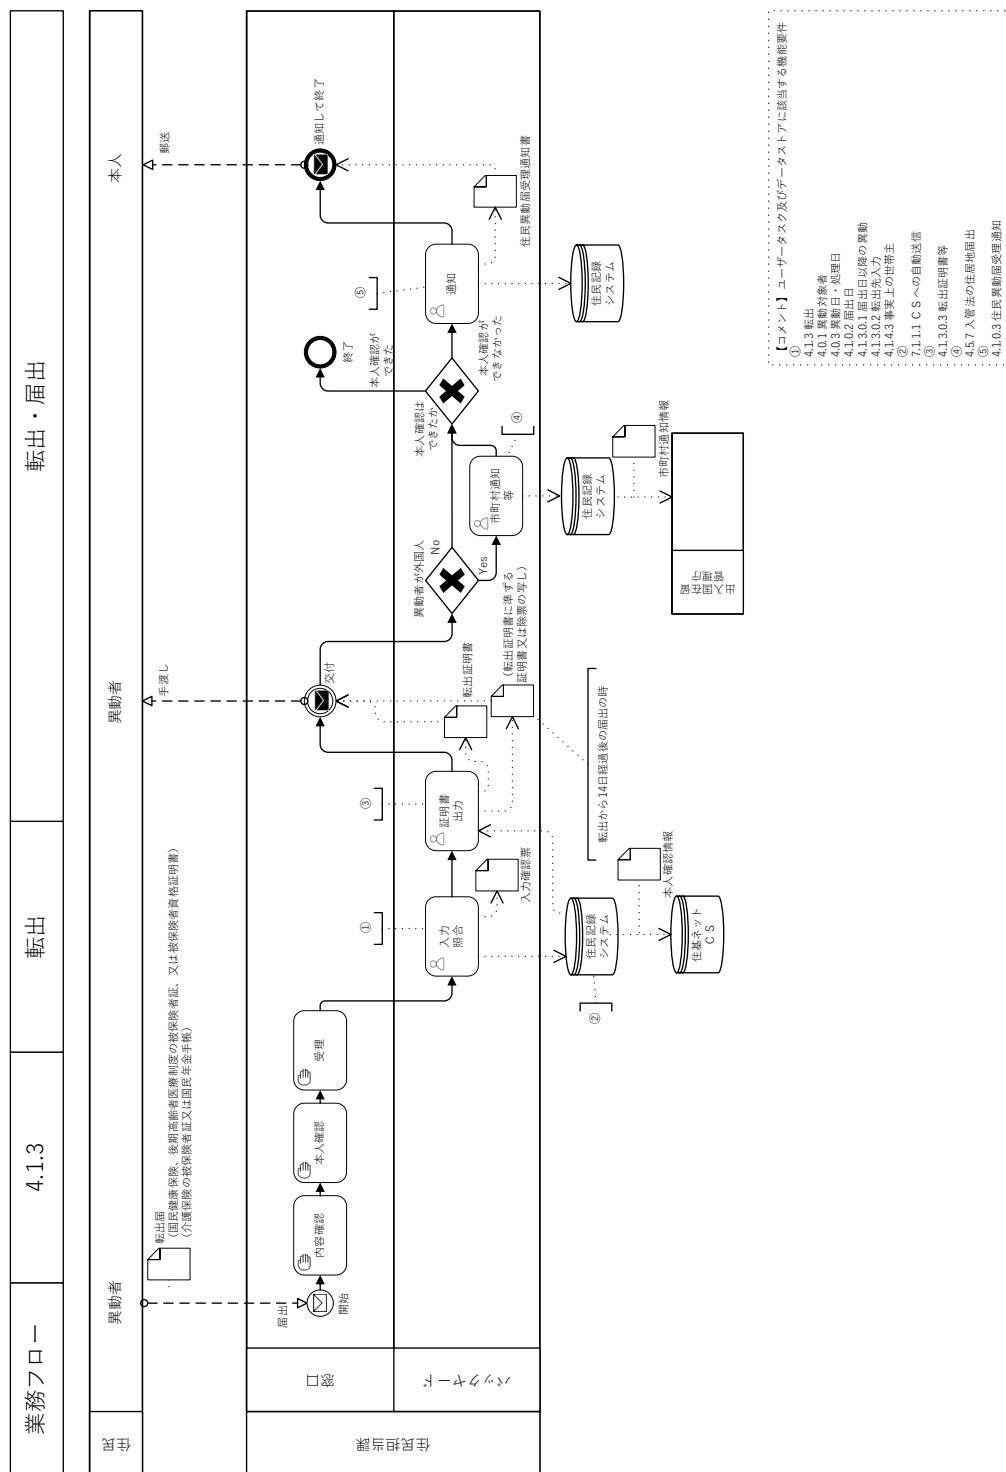 業務フロー
4.1.3
転出
転出・届出
住民
異動者
異動者
本人
転出届
(国民健康保険、後期高齢者医療制度の被保険者証、又は被保険者資格証明書)
(介護保険の被保険者証又は国民年金手帳)
手渡し
郵送
住民担当課
窓口
バックヤード
届出
開始
内容確認
本人確認
受理
入力
照合
①
入力確認票
住民記録
システム
②
本人確認情報
住基ネット
CS
証明書
出力
③
転出証明書
(転出証明書に準ずる
証明書又は除票の写し)
転出から14日経過後の届出の時
交付
異動者が外国人
No
Yes
市町村通知
等
④
住民記録
システム
市町村通知情報
出入国在留
管理庁
本人確認は
できたか
本人確認が
できた
終了
本人確認が
できなかった
通知
⑤
住民記録
システム
住民異動届受理通知書
通知して終了
【コメント】ユーザータスク及びデータストアに該当する機能要件
①
4.1.3 転出
4.0.1 異動対象者
4.0.3 異動日・処理日
4.1.0.2 届出日
4.1.3.0.1 届出日以降の異動
4.1.3.0.2 転出先入力
4.1.4.3 事実上の世帯主
②
7.1.1.1 CSへの自動送信
③
4.1.3.0.3 転出証明書等
④
4.5.7 入管法の住居地届出
⑤
4.1.0.3 住民異動届受理通知